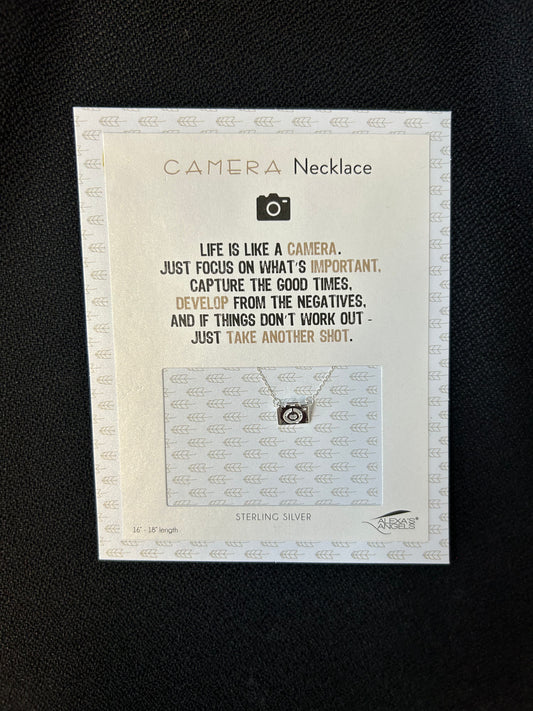 CAMERA Necklace
LIFE IS LIKE A CAMERA.
JUST FOCUS ON WHAT'S IMPORTANT,
CAPTURE THE GOOD TIMES,
DEVELOP FROM THE NEGATIVES,
AND IF THINGS DON'T WORK OUT -
JUST TAKE ANOTHER SHOT.
STERLING SILVER
16" - 18" length
ALEXA'S
ANGELS®